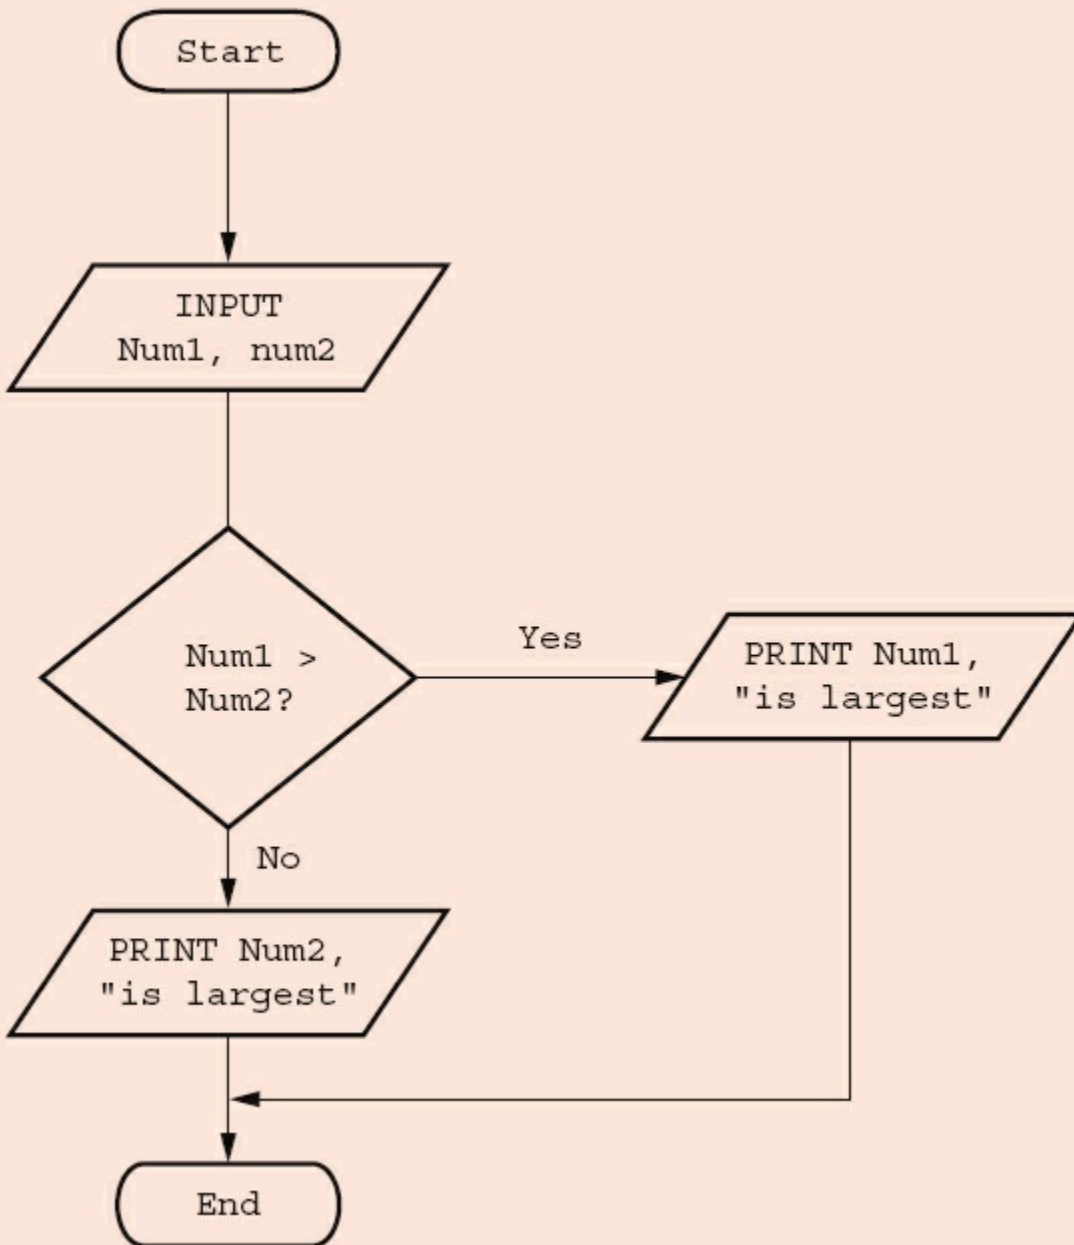 Start
INPUT
Num1, num2
Num1 >
Num2?
Yes
PRINT Num1,
"is largest"
No
PRINT Num2,
"is largest"
End